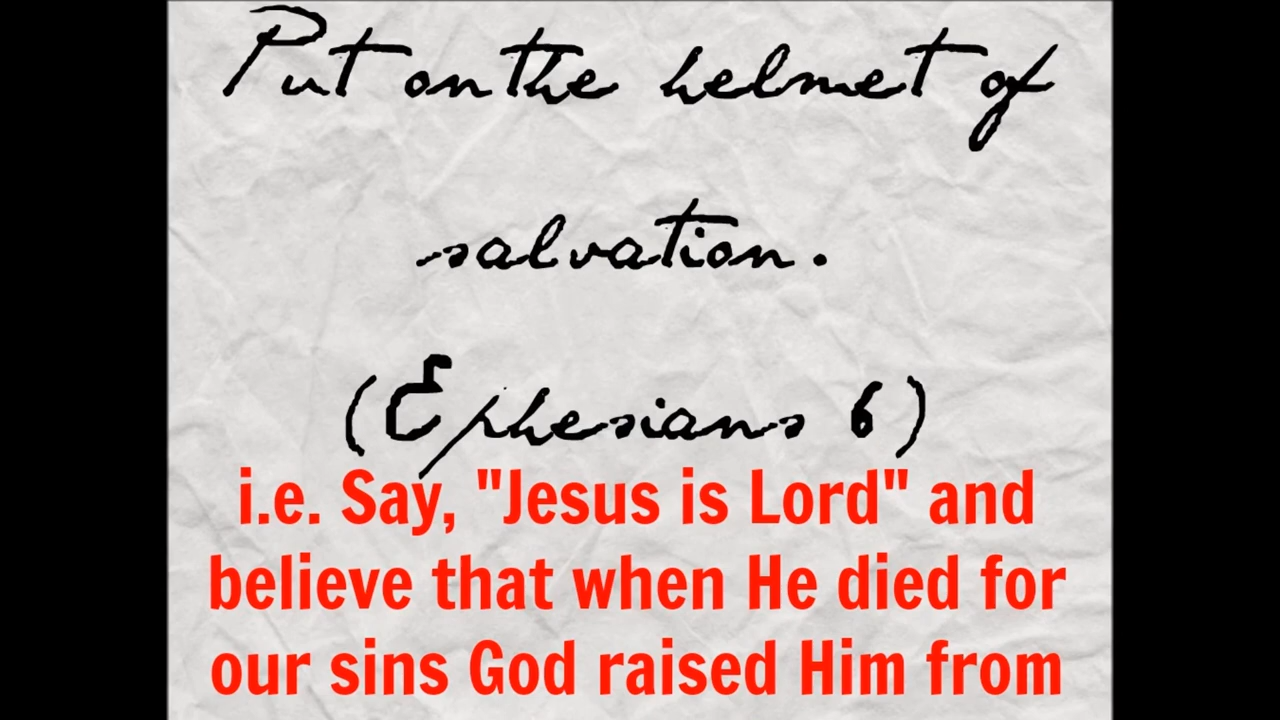 Put on the helmet of
salvation.
(Ephesians 6)
i.e. Say, "Jesus is Lord" and
believe that when He died for
our sins God raised Him from